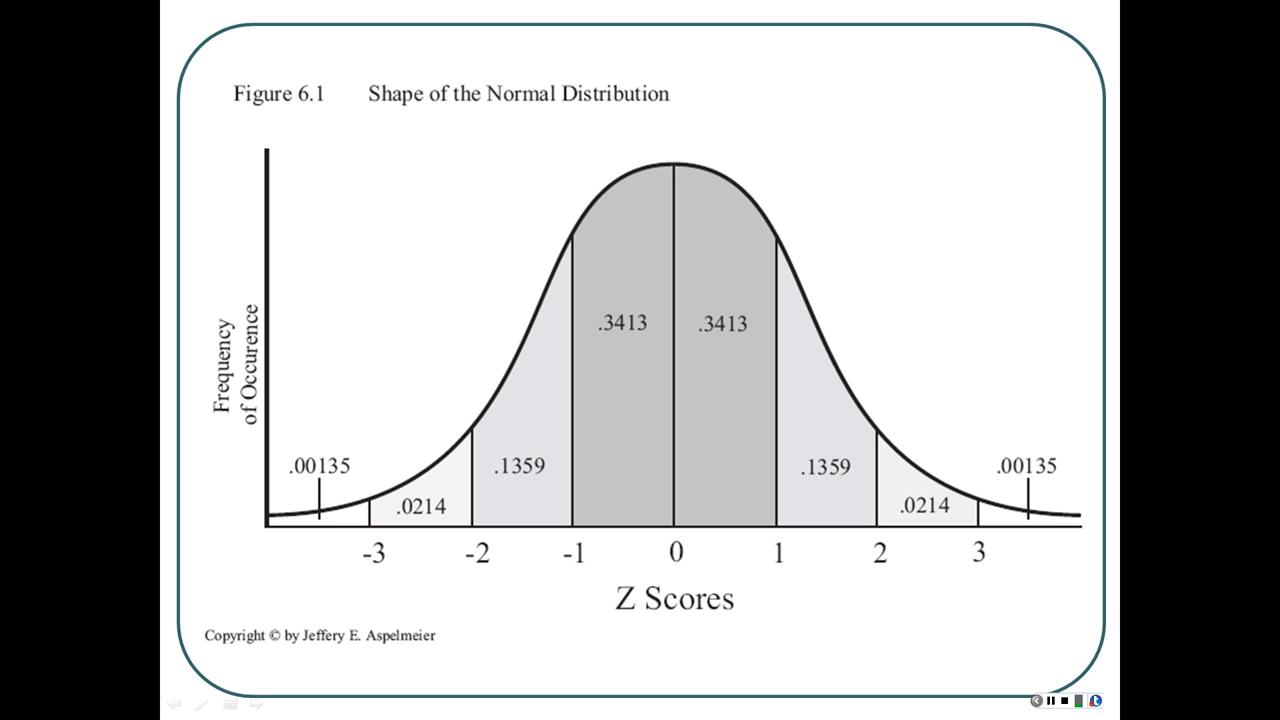 Figure 6.1 Shape of the Normal Distribution
Frequency
of Occurence
.3413 .3413
.00135 .1359 .1359 .00135
.0214 .0214
-3 -2 -1 0 1 2 3
Z Scores
Copyright © by Jeffery E. Aspelmeier